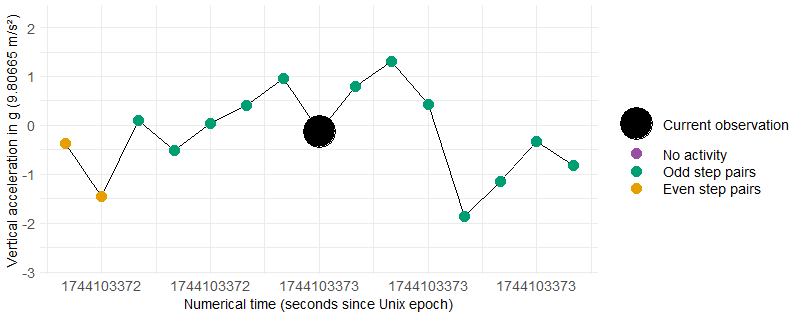 Vertical acceleration in g (9.80665 m/s²)
2
1
0
-1
-2
-3
1744103372 1744103372 1744103373 1744103373 1744103373
Numerical time (seconds since Unix epoch)
Current observation
No activity
Odd step pairs
Even step pairs